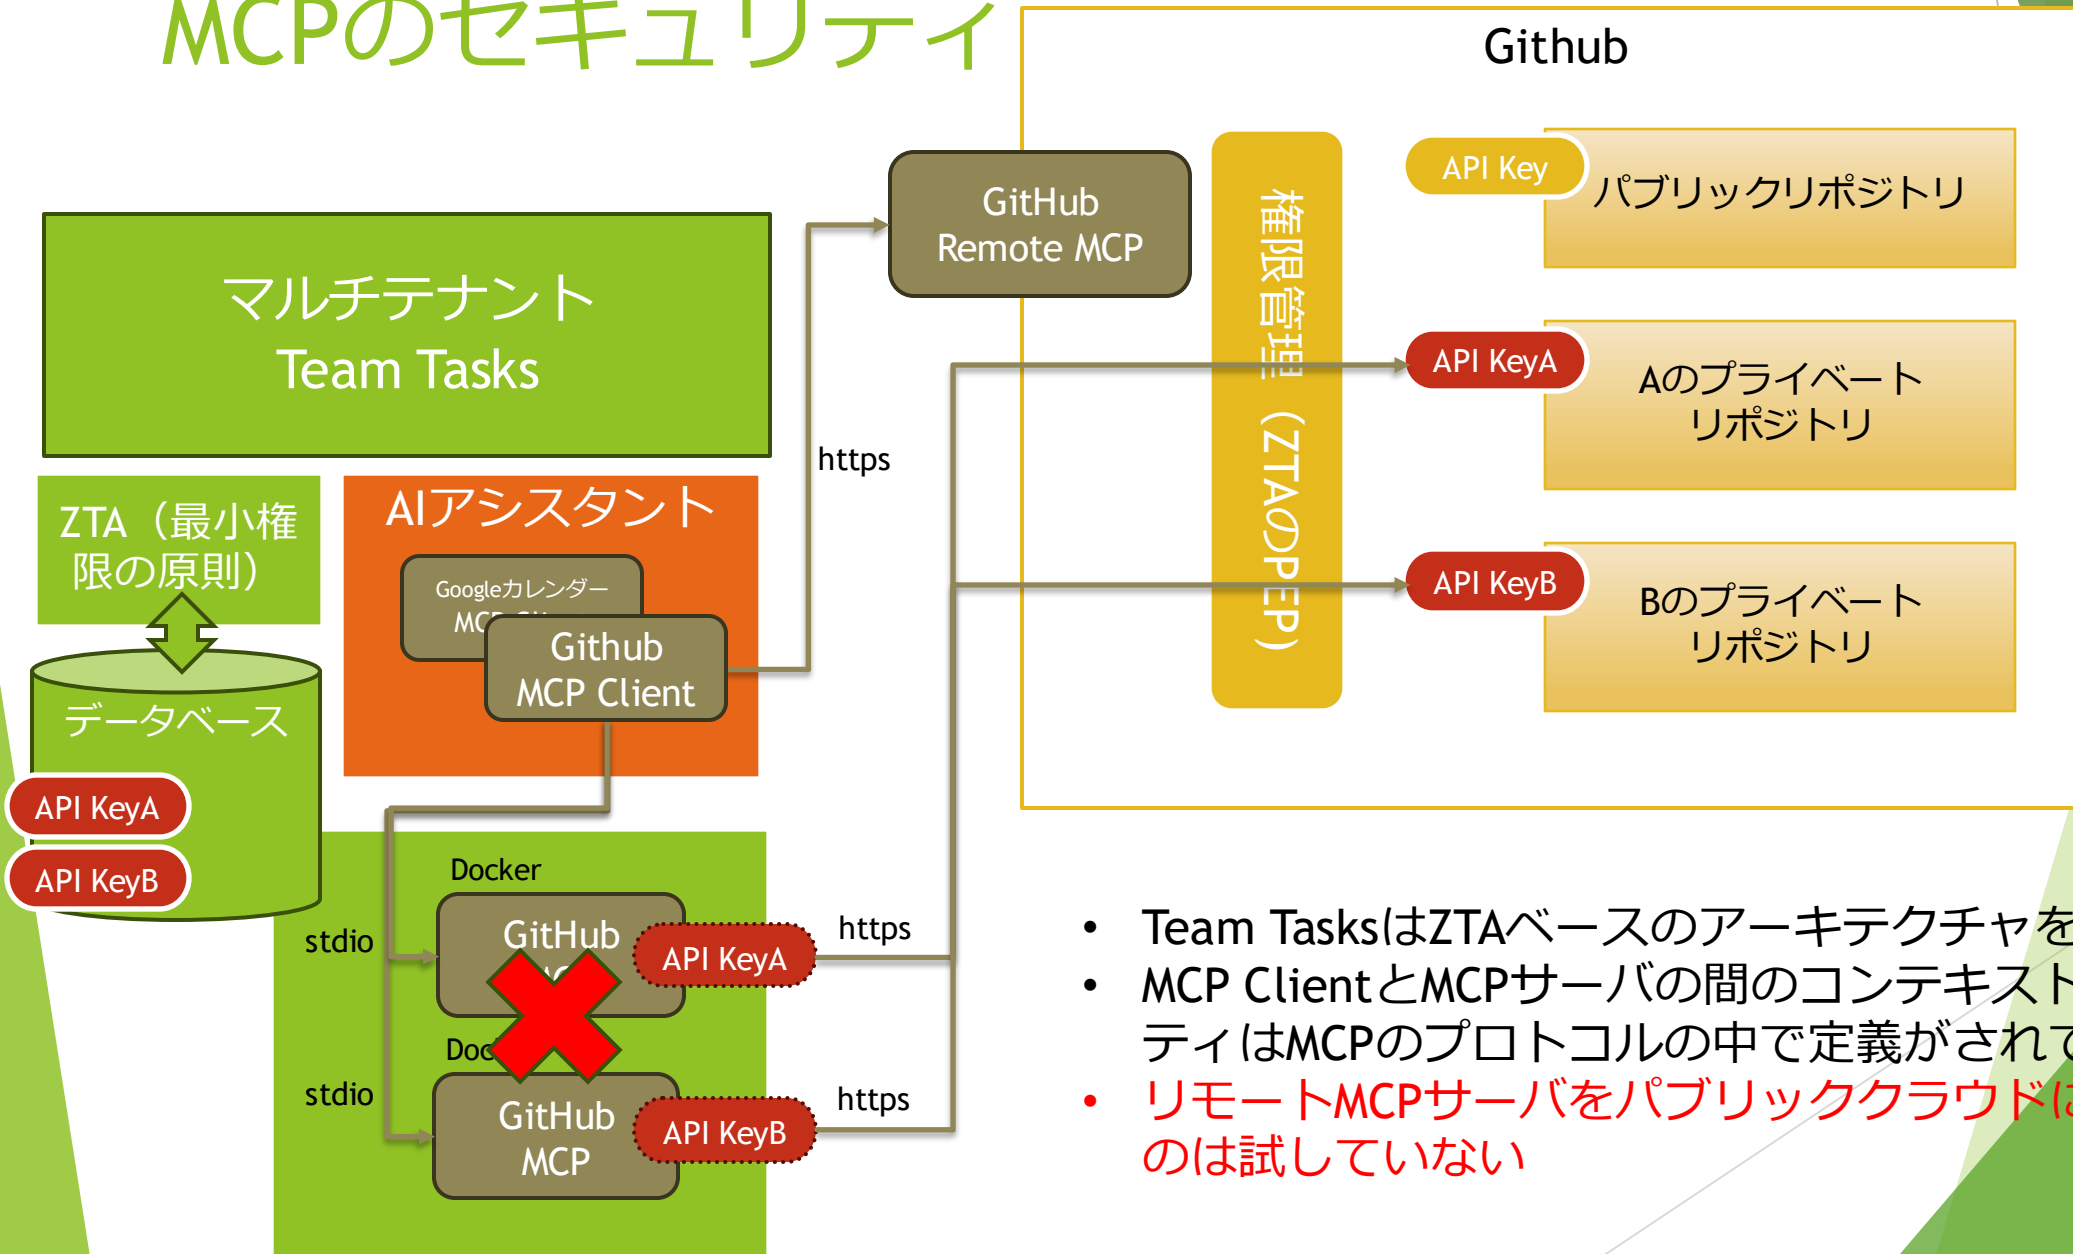 MCPのセキュリティ
Github
GitHub
Remote MCP
権限管理（ZTAのPEP）
API Key
パブリックリポジトリ
API KeyA
Aのプライベート
リポジトリ
API KeyB
Bのプライベート
リポジトリ
マルチテナント
Team Tasks
https
ZTA（最小権
限の原則）
AIアシスタント
Googleカレンダー
Github
MCP Client
データベース
API KeyA
API KeyB
Docker
stdio
GitHub
API KeyA
https
stdio
GitHub
MCP
API KeyB
https
• Team TasksはZTAベースのアーキテクチャを
• MCP ClientとMCPサーバの間のコンテキスト
ティはMCPのプロトコルの中で定義がされて
• リモートMCPサーバをパブリッククラウドに
のは試していない